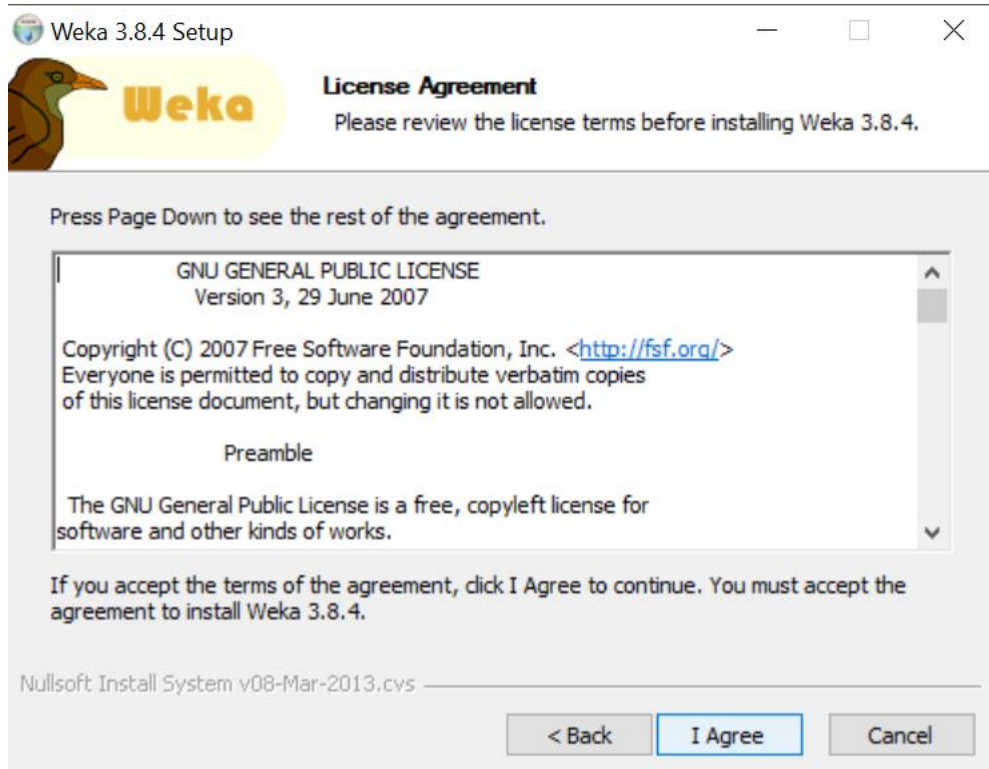 Weka 3.8.4 Setup
Weka
License Agreement
Please review the license terms before installing Weka 3.8.4.
Press Page Down to see the rest of the agreement.
GNU GENERAL PUBLIC LICENSE
Version 3, 29 June 2007
Copyright (C) 2007 Free Software Foundation, Inc. <http://fsf.org/>
Everyone is permitted to copy and distribute verbatim copies
of this license document, but changing it is not allowed.
Preamble
The GNU General Public License is a free, copyleft license for
software and other kinds of works.
If you accept the terms of the agreement, click I Agree to continue. You must accept the
agreement to install Weka 3.8.4.
Nullsoft Install System v08-Mar-2013.cvs
< Back
I Agree
Cancel